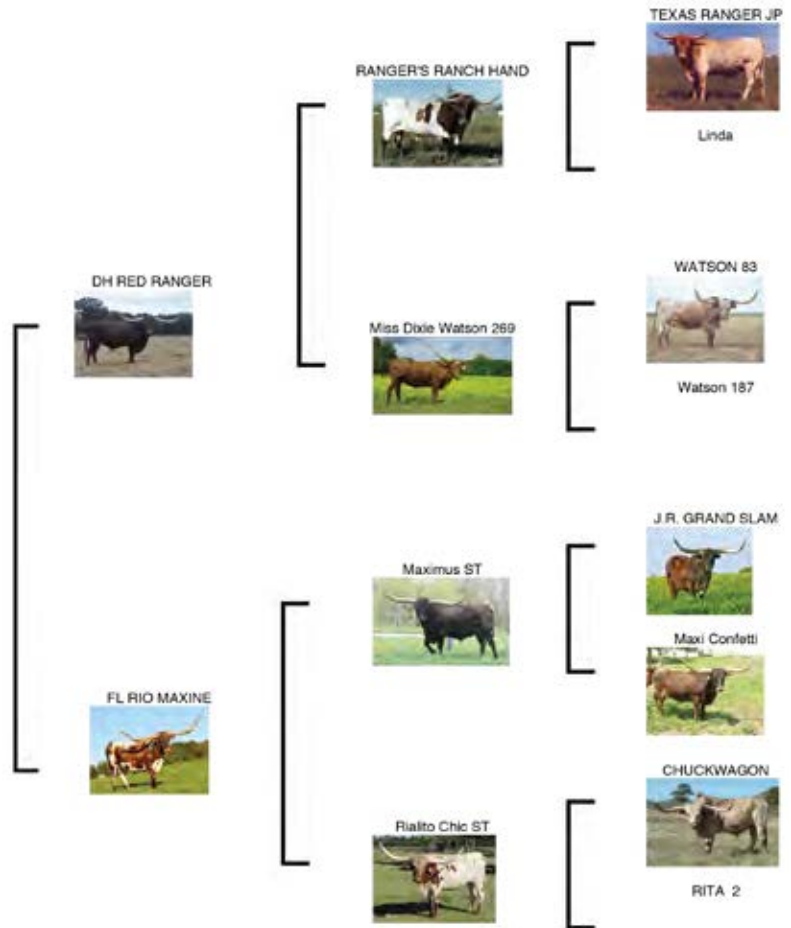 TEXAS RANGER JP
RANGER'S RANCH HAND
Linda
DH RED RANGER
WATSON 83
Miss Dixie Watson 269
Watson 187
J.R. GRAND SLAM
Maximus ST
Maxi Confetti
FL RIO MAXINE
CHUCKWAGON
Rialito Chic ST
RITA 2